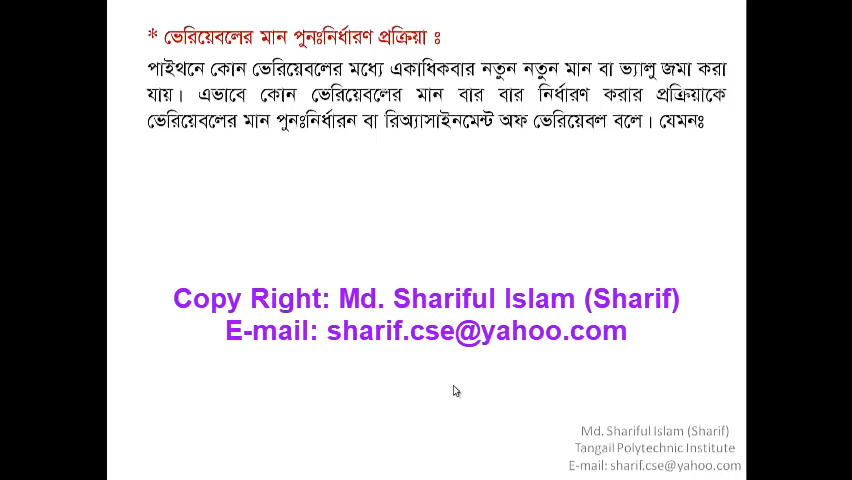 * ভেরিয়েবলের মান পুনঃনির্ধারণ প্রক্রিয়া ঃ
পাইথনে কোন ভেরিয়েবলের মধ্যে একাধিকবার নতুন নতুন মান বা ভ্যালু জমা করা
যায়। এভাবে কোন ভেরিয়েবলের মান বার বার নির্ধারণ করার প্রক্রিয়াকে
ভেরিয়েবলের মান পুনঃনির্ধারন বা রিঅ্যাসাইনমেন্ট অফ ভেরিয়েবল বলে। যেমনঃ
Copy Right: Md. Shariful Islam (Sharif)
E-mail: sharif.cse@yahoo.com
Md. Shariful Islam (Sharif)
Tangail Polytechnic Institute
E-mail: sharif.cse@yahoo.com